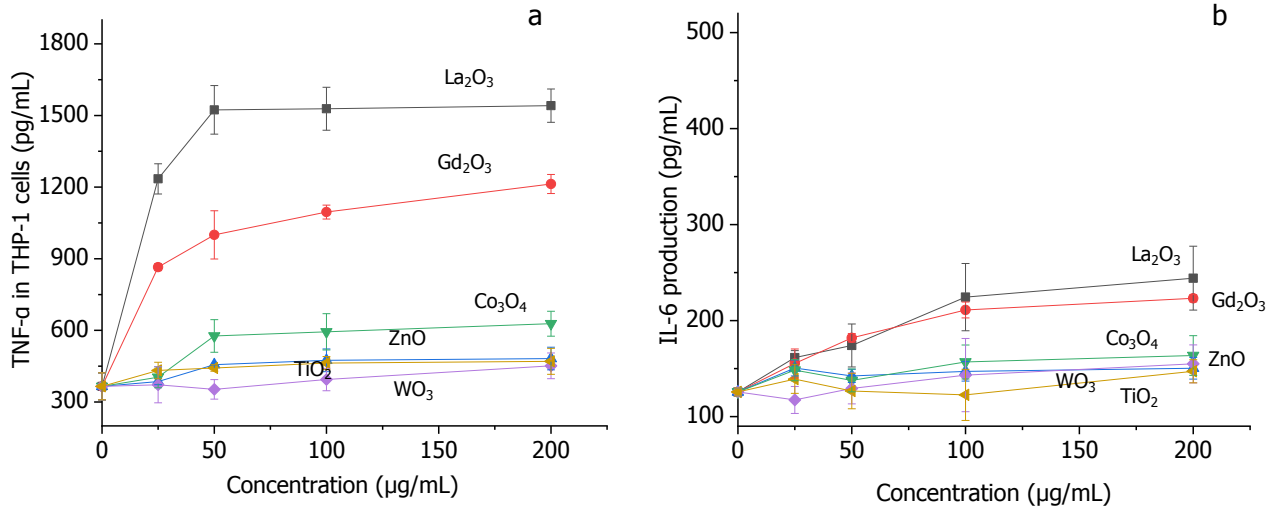 a
TNF-α in THP-1 cells (pg/mL)
1800
1500
1200
900
600
300
La₂O₃
Gd₂O₃
Co₃O₄
ZnO
TiO₂
WO₃
0
50
100
150
200
Concentration (μg/mL)
b
IL-6 production (pg/mL)
500
400
300
200
100
La₂O₃
Gd₂O₃
Co₃O₄
ZnO
WO₃
TiO₂
0
50
100
150
200
Concentration (μg/mL)